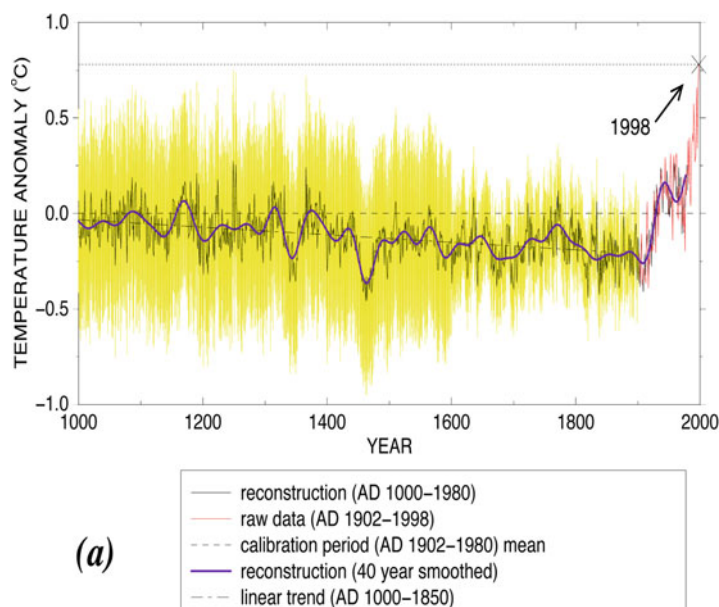 1.0
0.5
0.0
−0.5
−1.0
TEMPERATURE ANOMALY (°C)
1998
1000 1200 1400 1600 1800 2000
YEAR
reconstruction (AD 1000−1980)
raw data (AD 1902−1998)
calibration period (AD 1902−1980) mean
reconstruction (40 year smoothed)
linear trend (AD 1000−1850)
(a)